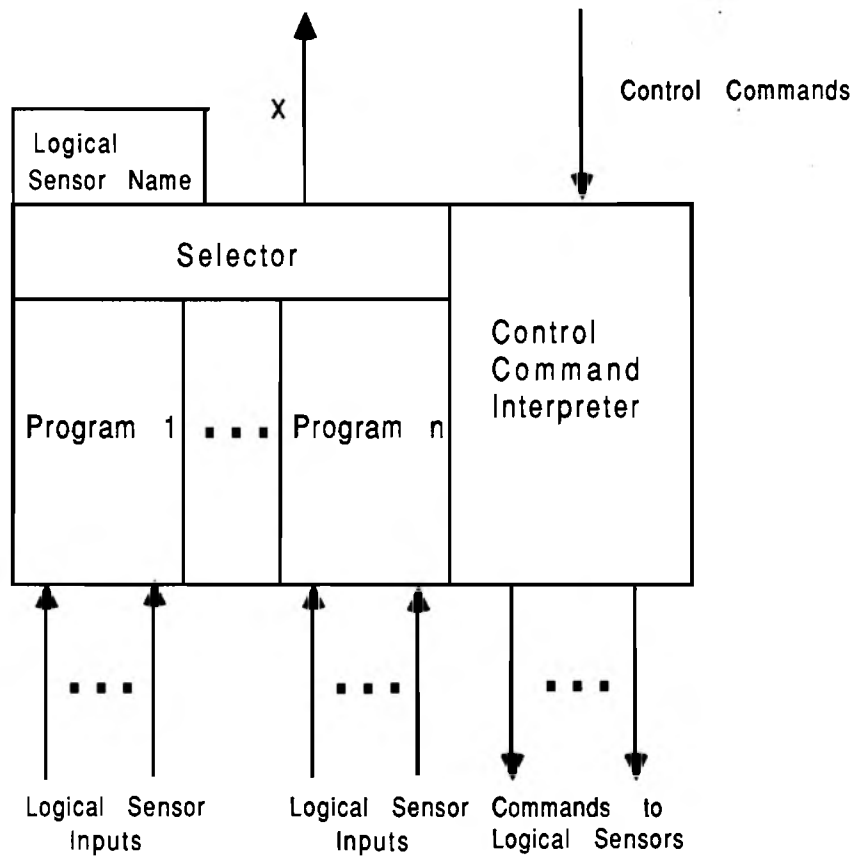 X
Control Commands
Logical
Sensor Name
Selector
Control
Command
Interpreter
Program 1
Program n
Logical Sensor
Inputs
Logical Sensor
Inputs
Commands to
Logical Sensors